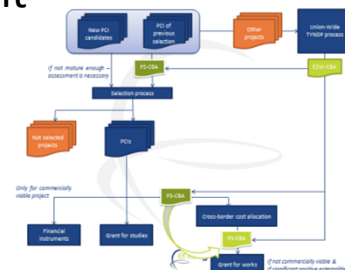 New PCI
candidates
PCI of
previous
selection
Other
projects
Union-Wide
TYNDP process
If not mature enough –
assessment is necessary
PS-CBA
ESW-CBA
Selection process
Not selected
projects
PCIs
Only for commercially
viable project
PS-CBA
Cross-border cost allocation
Financial
instruments
Grant for studies
PS-CBA
Grant for works
If not commercially viable &
if significant positive externalities